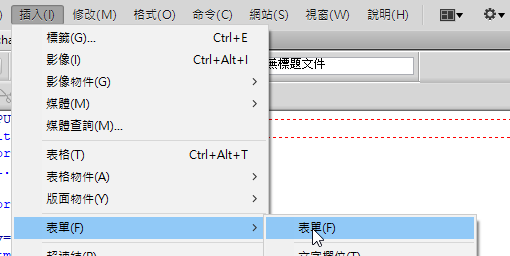 插入(I) 修改(M) 格式(O) 命令(C) 網站(S) 視窗(W) 說明(H)
標籤(G)... Ctrl+E
影像(I) Ctrl+Alt+I
影像物件(G)
無標題文件
媒體(M)
媒體查詢(M)...
表格(T) Ctrl+Alt+T
表格物件(A)
版面物件(Y)
表單(F) 表單(F)